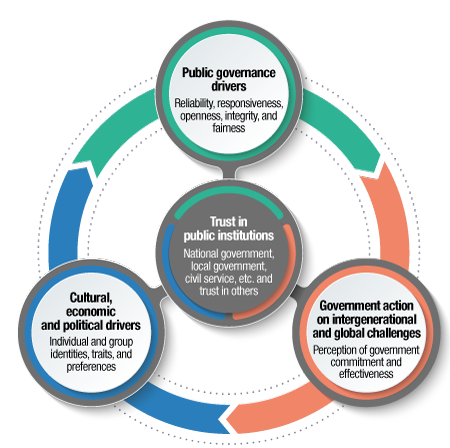 Public governance
drivers
Reliability, responsiveness,
openness, integrity, and
fairness
Trust in
public institutions
National government,
local government,
civil service, etc. and
trust in others
Cultural,
economic
and political drivers
Individual and group
identities, traits, and
preferences
Government action
on intergenerational
and global challenges
Perception of government
commitment and
effectiveness